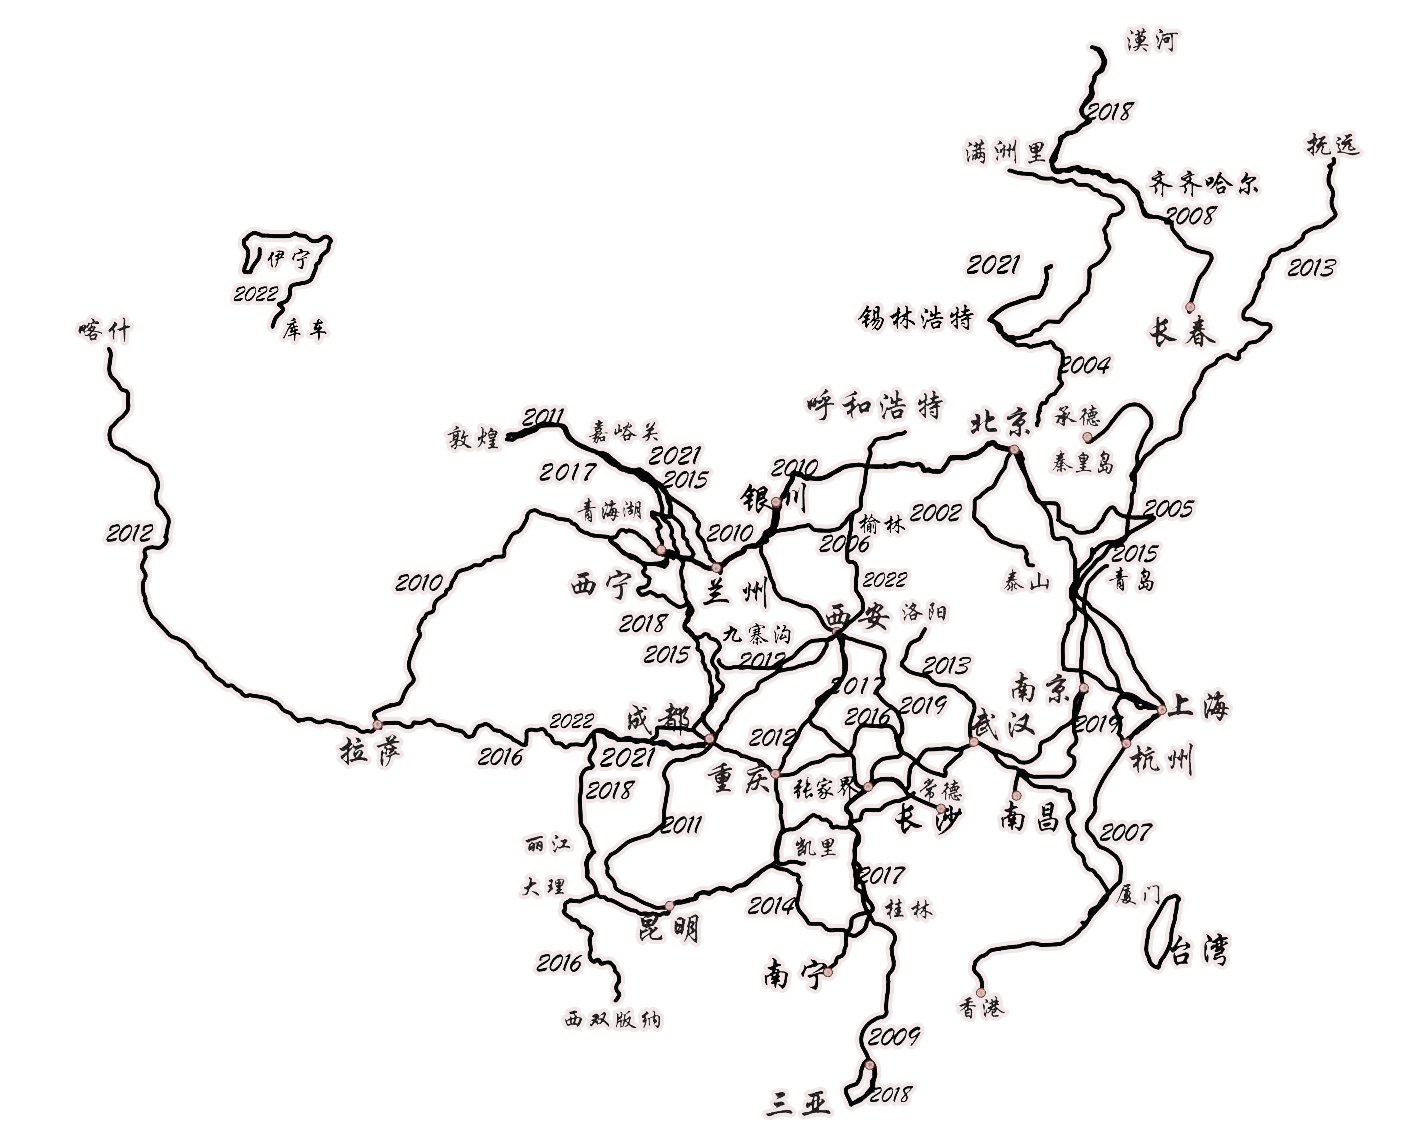 漠河
2018
满洲里
抚远
齐齐哈尔
2008
2021
2013
伊宁
2022
库车
喀什
锡林浩特
长春
2004
呼和浩特
北京
承德
2011
敦煌
嘉峪关
2017
2021
2015
2010
秦皇岛
银川
青海湖
榆林
2002
2005
2012
2010
2006
2015
2010
西宁
兰州
2022
泰山
青岛
2018
西安
洛阳
九寨沟
2015
2012
2013
2017
南京
上海
2019
2016
成都
2022
2012
武汉
2019
拉萨
2016
2021
重庆
杭州
2018
张家界
常德
长沙
南昌
2011
2007
丽江
凯里
大理
2017
2014
桂林
厦门
昆明
台湾
2016
南宁
西双版纳
香港
2009
2018
三亚